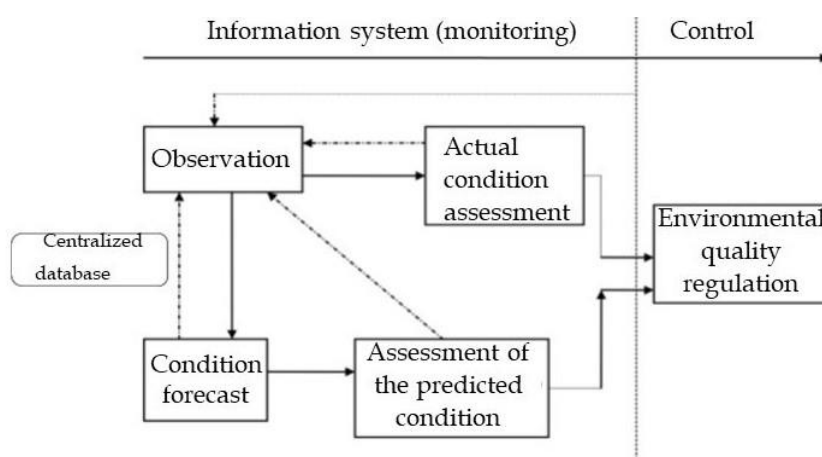 Information system (monitoring)
Control
Observation
Actual
condition
assessment
Environmental
quality
regulation
Centralized
database
Condition
forecast
Assessment of
the predicted
condition